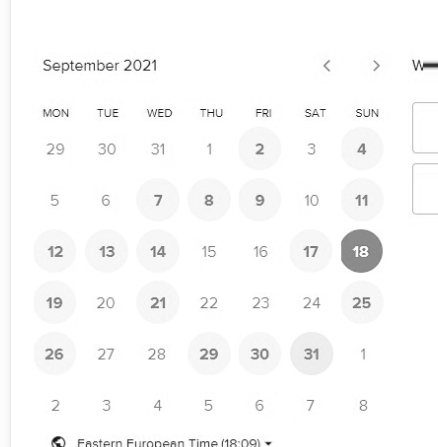 September 2021 < >
MON TUE WED THU FRI SAT SUN
29 30 31 1 2 3 4
5 6 7 8 9 10 11
12 13 14 15 16 17 18
19 20 21 22 23 24 25
26 27 28 29 30 31 1
2 3 4 5 6 7 8
Eastern European Time (18:09)